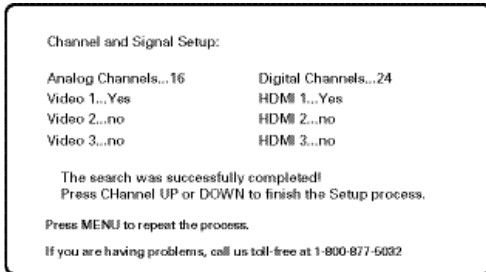 Channel and Signal Setup:
Analog Channels...16 Digital Channels...24
Video 1...Yes HDMI 1...Yes
Video 2...no HDMI 2...no
Video 3...no HDMI 3...no
The search was successfully completed!
Press CHannel UP or DOWN to finish the Setup process.
Press MENU to repeat the process.
If you are having problems, call us toll-free at 1-800-877-5032